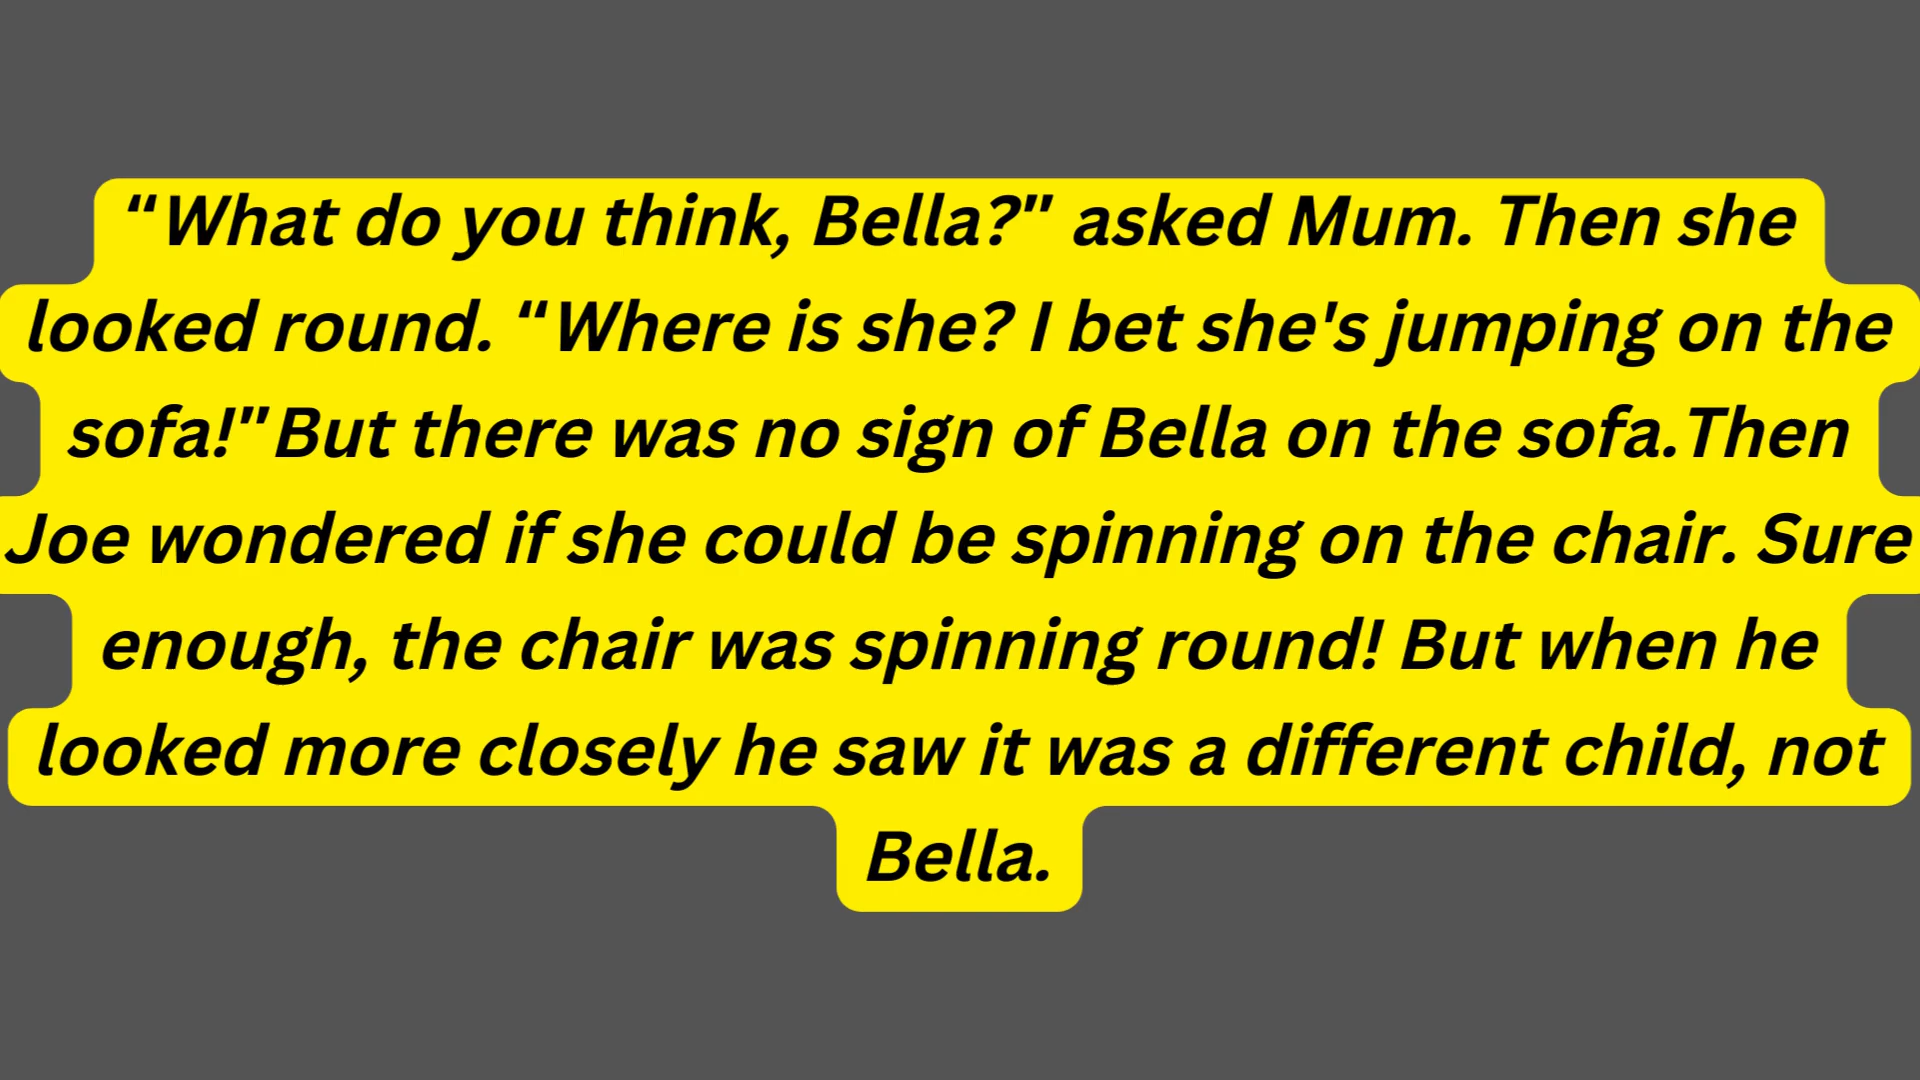 “What do you think, Bella?" asked Mum. Then she
looked round. “Where is she? I bet she's jumping on the
sofa!"But there was no sign of Bella on the sofa.Then
Joe wondered if she could be spinning on the chair. Sure
enough, the chair was spinning round! But when he
looked more closely he saw it was a different child, not
Bella.